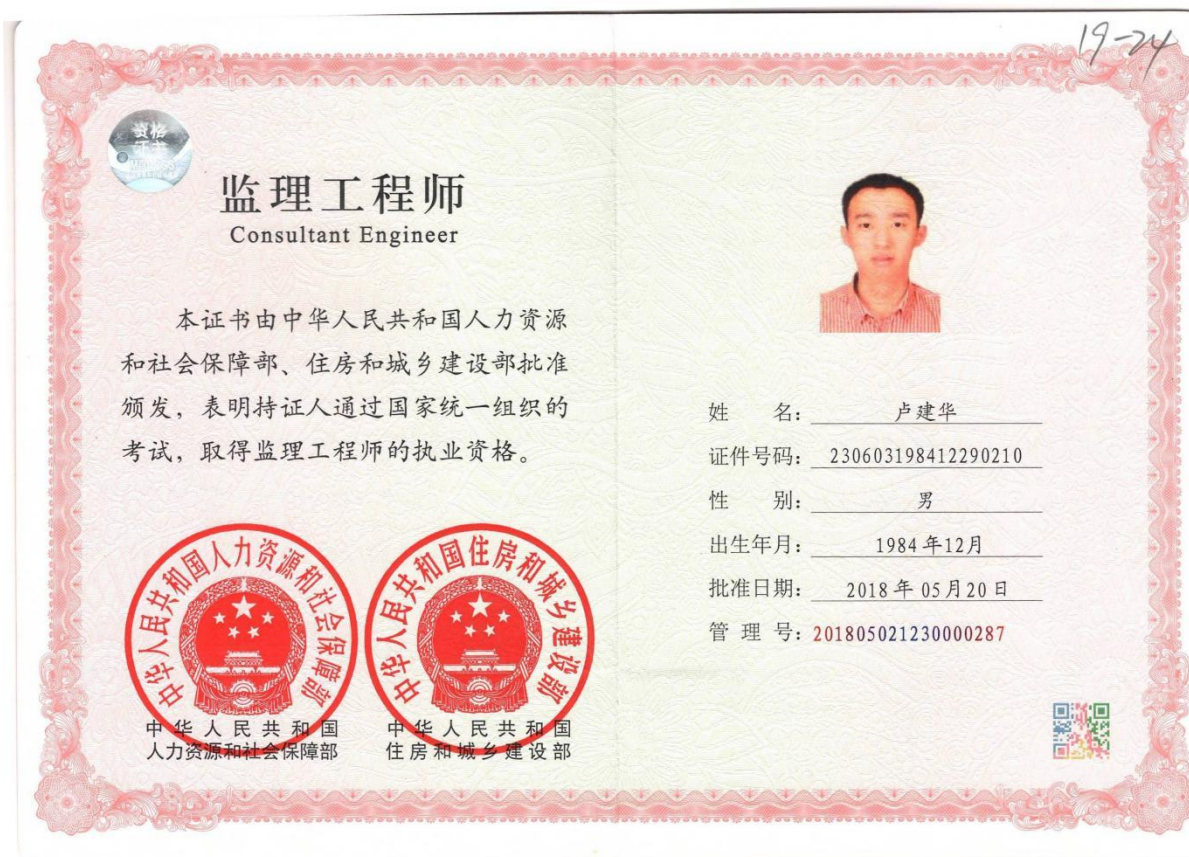 19-24
资格
证书
监理工程师
Consultant Engineer
本证书由中华人民共和国人力资源
和社会保障部、住房和城乡建设部批准
颁发，表明持证人通过国家统一组织的
考试，取得监理工程师的执业资格。
中华人民共和国人力资源和社会保障部
中华人民共和国住房和城乡建设部
中华人民共和国
人力资源和社会保障部
中华人民共和国
住房和城乡建设部
姓 名： 卢建华
证件号码： 230603198412290210
性 别： 男
出生年月： 1984年12月
批准日期： 2018年05月20日
管 理 号： 201805021230000287